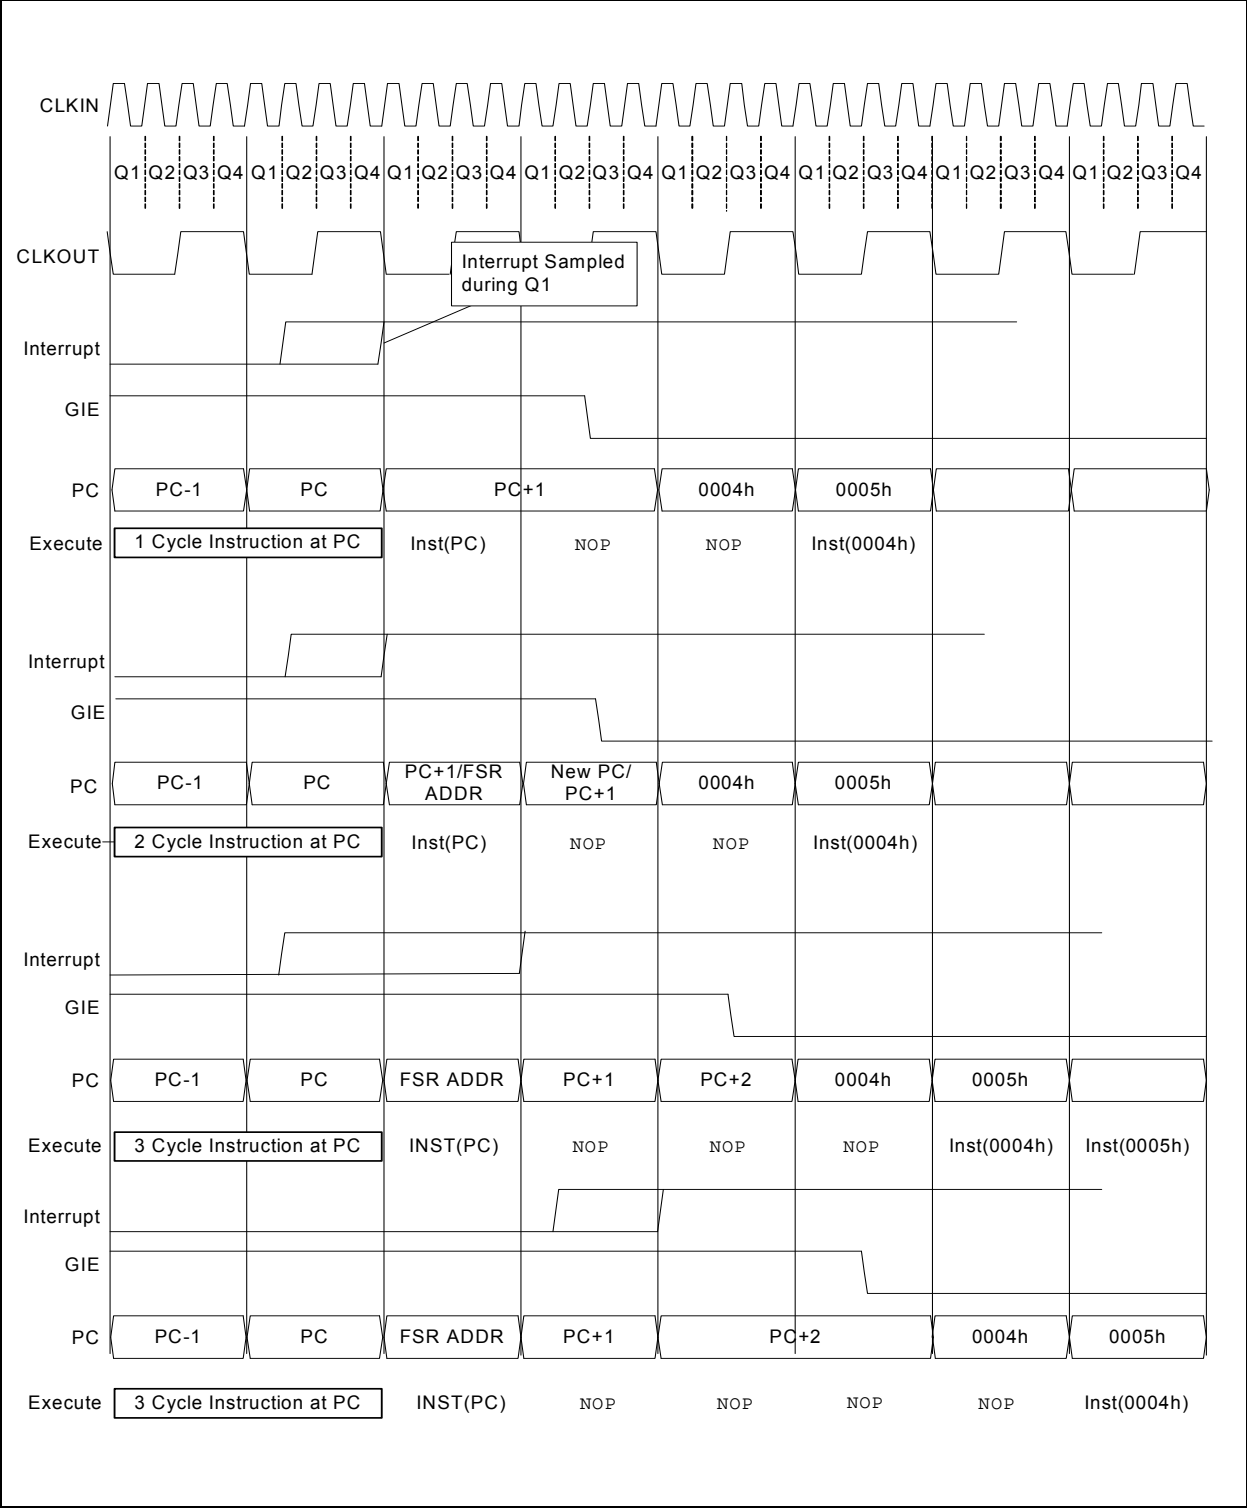 CLKIN
Q1 Q2 Q3 Q4 Q1 Q2 Q3 Q4 Q1 Q2 Q3 Q4 Q1 Q2 Q3 Q4 Q1 Q2 Q3 Q4 Q1 Q2 Q3 Q4 Q1 Q2 Q3 Q4 Q1 Q2 Q3 Q4
CLKOUT
Interrupt Sampled
during Q1
Interrupt
GIE
PC PC-1 PC PC+1 0004h 0005h
Execute 1 Cycle Instruction at PC Inst(PC) NOP NOP Inst(0004h)
Interrupt
GIE
PC PC-1 PC PC+1/FSR ADDR New PC/ PC+1 0004h 0005h
Execute 2 Cycle Instruction at PC Inst(PC) NOP NOP Inst(0004h)
Interrupt
GIE
PC PC-1 PC FSR ADDR PC+1 PC+2 0004h 0005h
Execute 3 Cycle Instruction at PC INST(PC) NOP NOP NOP Inst(0004h) Inst(0005h)
Interrupt
GIE
PC PC-1 PC FSR ADDR PC+1 PC+2 0004h 0005h
Execute 3 Cycle Instruction at PC INST(PC) NOP NOP NOP NOP Inst(0004h)